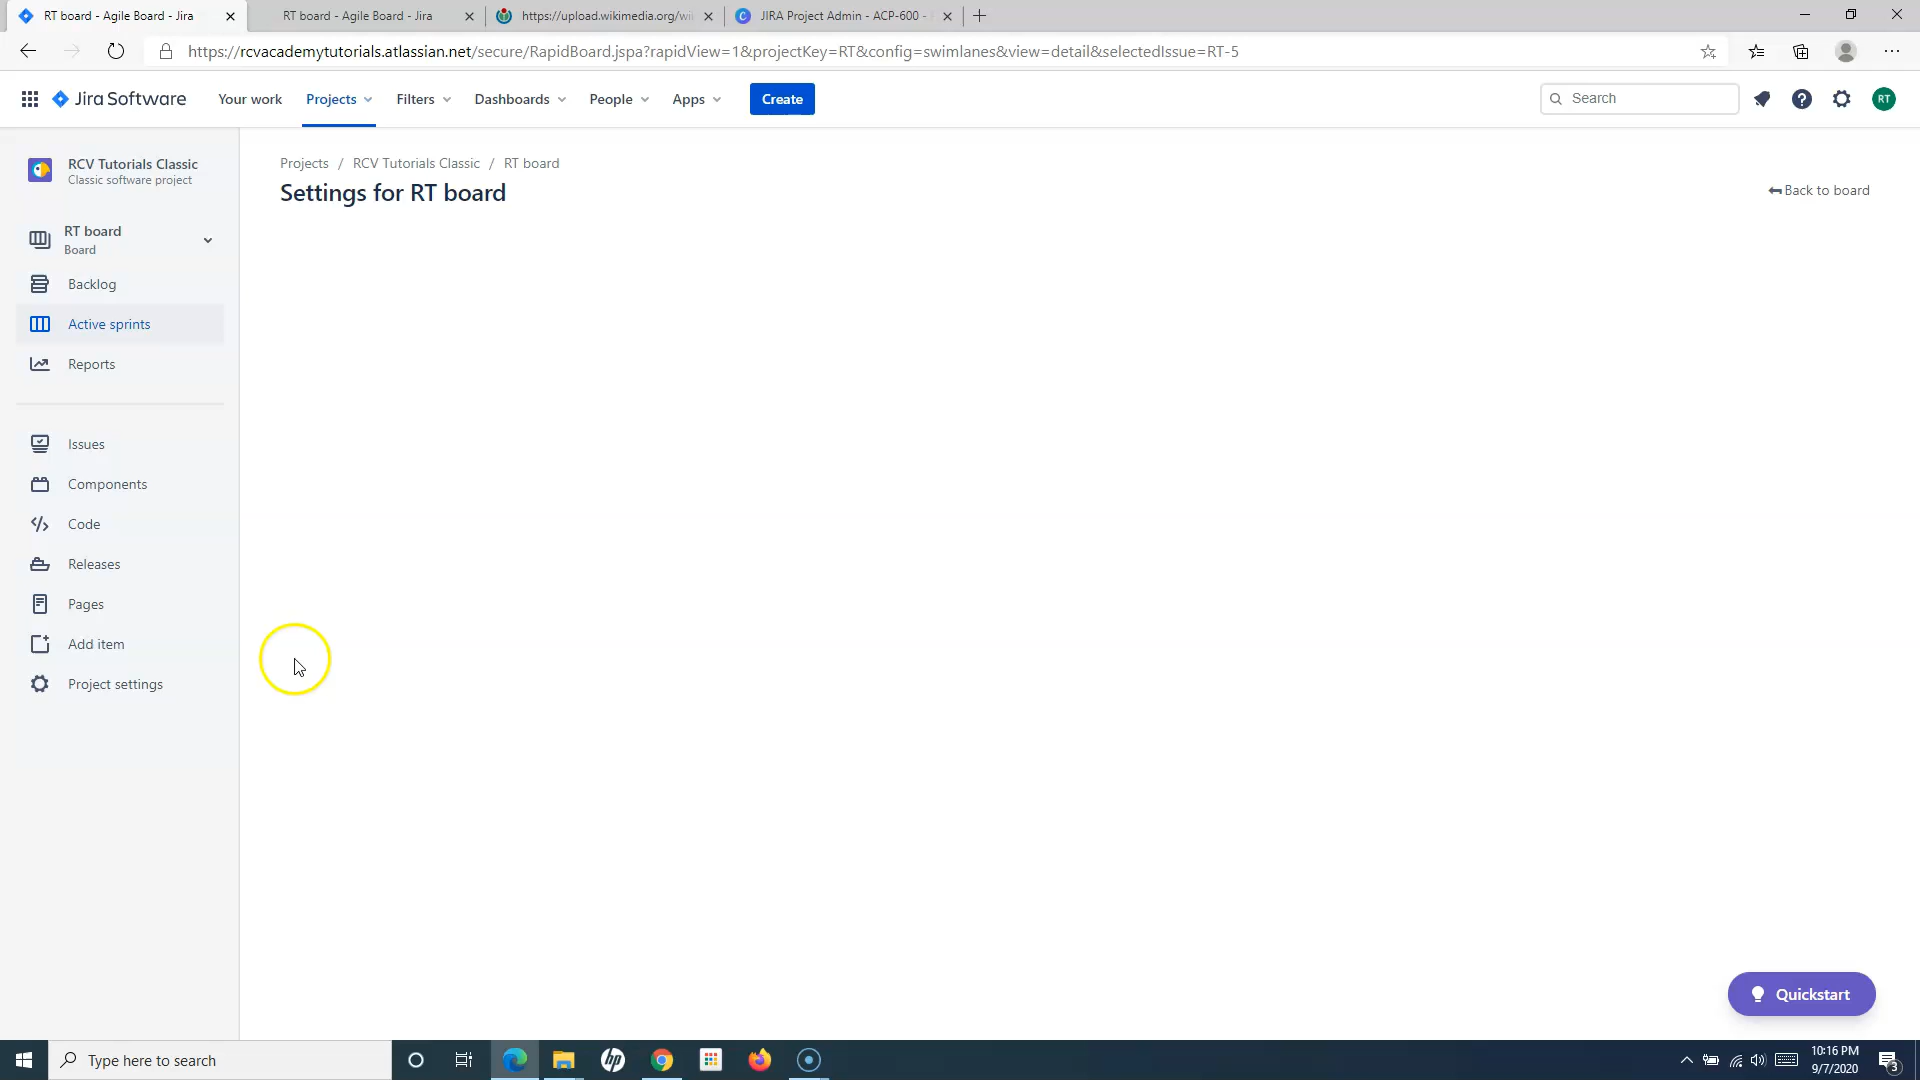 RT board - Agile Board - Jira
RT board - Agile Board - Jira
https://upload.wikimedia.org/wi
JIRA Project Admin - ACP-600 -
https://rcvacademytutorials.atlassian.net/secure/RapidBoard.jspa?rapidView=1&projectKey=RT&config=swimlanes&view=detail&selectedIssue=RT-5
Jira Software
Your work
Projects
Filters
Dashboards
People
Apps
Create
Search
RT
RCV Tutorials Classic
Classic software project
RT board
Board
Backlog
Active sprints
Reports
Issues
Components
Code
Releases
Pages
Add item
Project settings
Projects / RCV Tutorials Classic / RT board
Settings for RT board
Back to board
Quickstart
Type here to search
hp
10:16 PM
9/7/2020
3